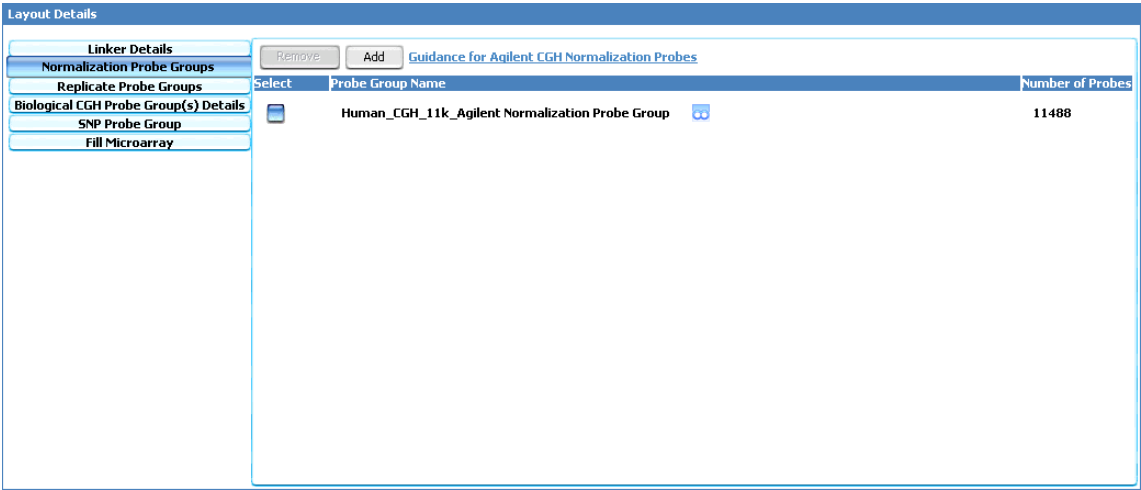 Layout Details
Linker Details
Normalization Probe Groups
Replicate Probe Groups
Biological CGH Probe Group(s) Details
SNP Probe Group
Fill Microarray
Remove Add Guidance for Agilent CGH Normalization Probes
Select Probe Group Name Number of Probes
Human_CGH_11k_Agilent Normalization Probe Group 11488